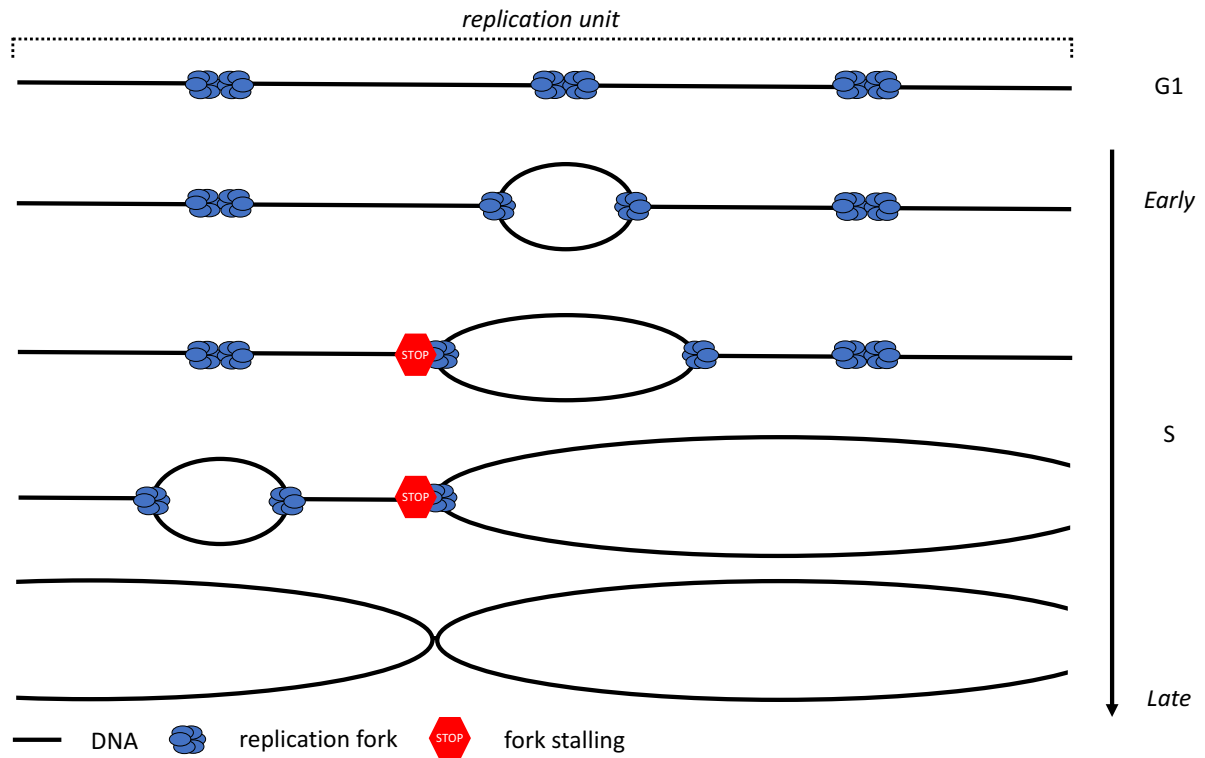 replication unit
G1
Early
STOP
S
STOP
Late
DNA
replication fork
STOP
fork stalling